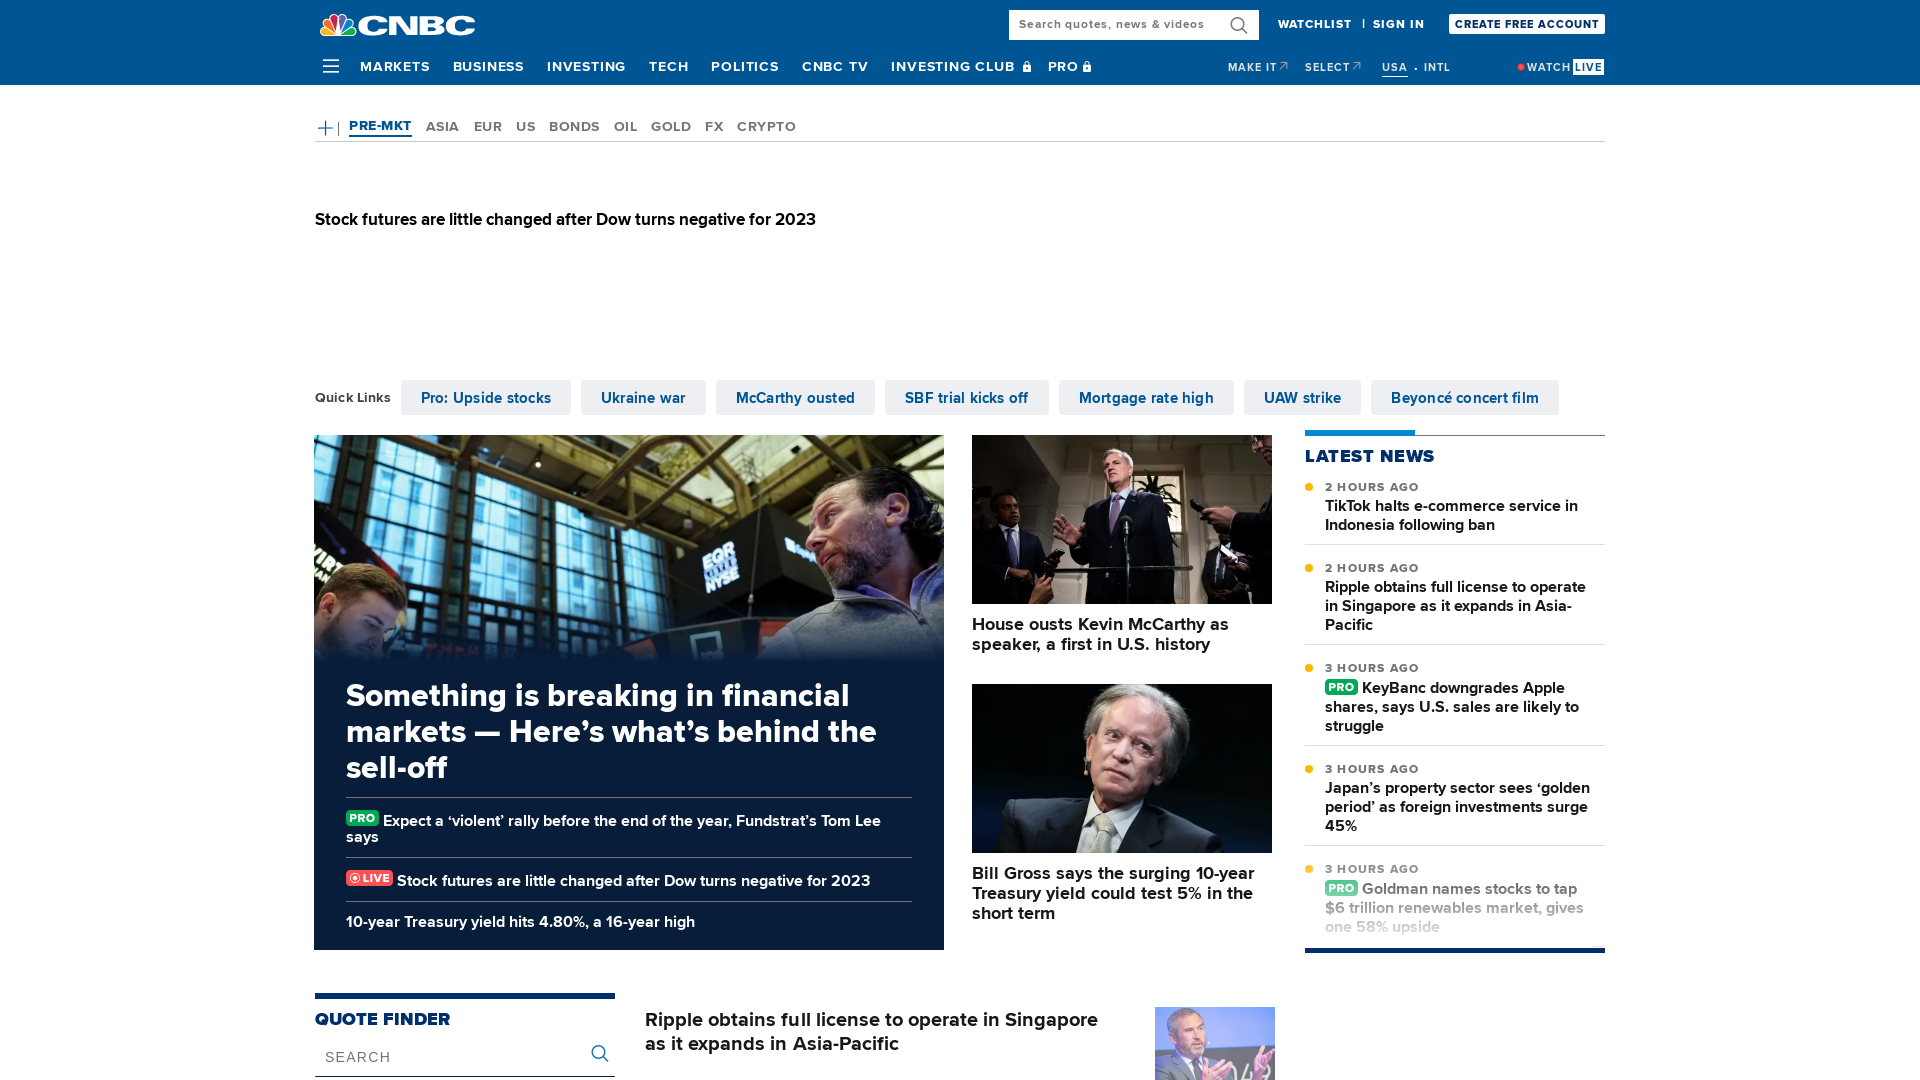 CNBC
Search quotes, news & videos
WATCHLIST | SIGN IN
CREATE FREE ACCOUNT
MARKETS BUSINESS INVESTING TECH POLITICS CNBC TV INVESTING CLUB PRO
MAKE IT SELECT USA • INTL WATCH LIVE
PRE-MKT ASIA EUR US BONDS OIL GOLD FX CRYPTO
Stock futures are little changed after Dow turns negative for 2023
Quick Links
Pro: Upside stocks
Ukraine war
McCarthy ousted
SBF trial kicks off
Mortgage rate high
UAW strike
Beyoncé concert film
EQR
NYSE
Something is breaking in financial
markets — Here’s what’s behind the
sell-off
PRO Expect a ‘violent’ rally before the end of the year, Fundstrat’s Tom Lee
says
LIVE Stock futures are little changed after Dow turns negative for 2023
10-year Treasury yield hits 4.80%, a 16-year high
House ousts Kevin McCarthy as
speaker, a first in U.S. history
Bill Gross says the surging 10-year
Treasury yield could test 5% in the
short term
LATEST NEWS
2 HOURS AGO
TikTok halts e-commerce service in
Indonesia following ban
2 HOURS AGO
Ripple obtains full license to operate
in Singapore as it expands in Asia-
Pacific
3 HOURS AGO
PRO KeyBanc downgrades Apple
shares, says U.S. sales are likely to
struggle
3 HOURS AGO
Japan’s property sector sees ‘golden
period’ as foreign investments surge
45%
3 HOURS AGO
PRO Goldman names stocks to tap
$6 trillion renewables market, gives
one 58% upside
QUOTE FINDER
SEARCH
Ripple obtains full license to operate in Singapore
as it expands in Asia-Pacific